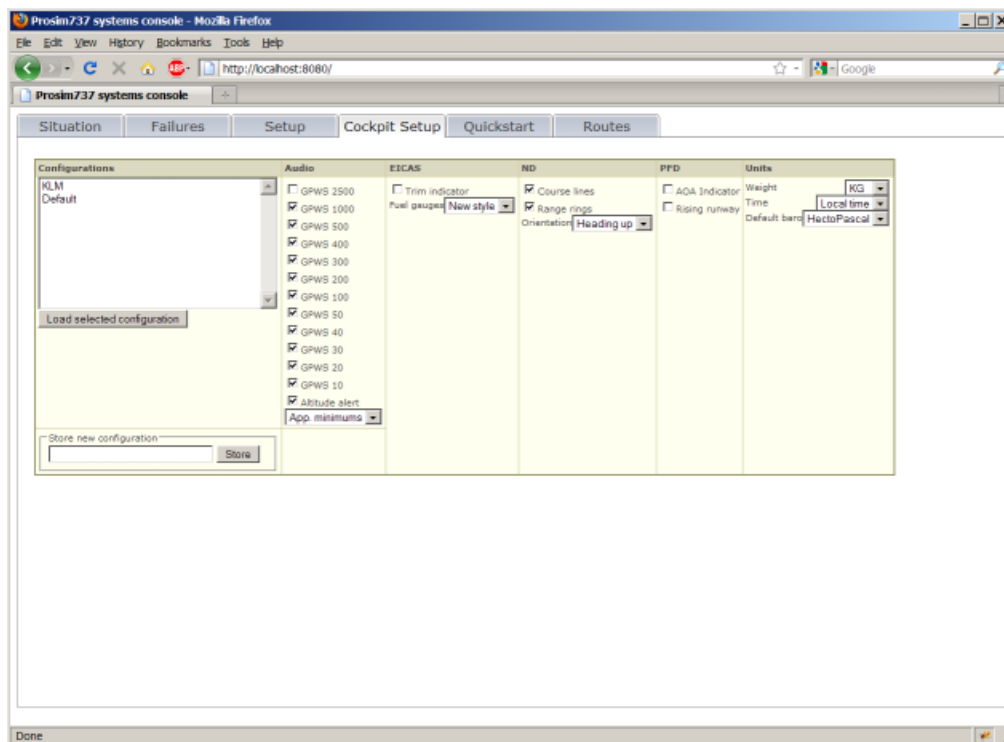 Prosim737 systems console - Mozilla Firefox
File Edit View History Bookmarks Tools Help
ABP http://localhost:8080/ Google
Prosim737 systems console
Situation Failures Setup Cockpit Setup Quickstart Routes
Configurations Audio EICAS ND PFD Units
KLM
Default
Load selected configuration
Store new configuration
Store
GPWS 2500
GPWS 1000
GPWS 500
GPWS 400
GPWS 300
GPWS 200
GPWS 100
GPWS 50
GPWS 40
GPWS 30
GPWS 20
GPWS 10
Altitude alert
App. minimums
Trim indicator
Fuel gauges New style
Course lines
Range rings
Orientation Heading up
AOA Indicator
Rising runway
Weight KG
Time Local time
Default baro HectoPascal
Done